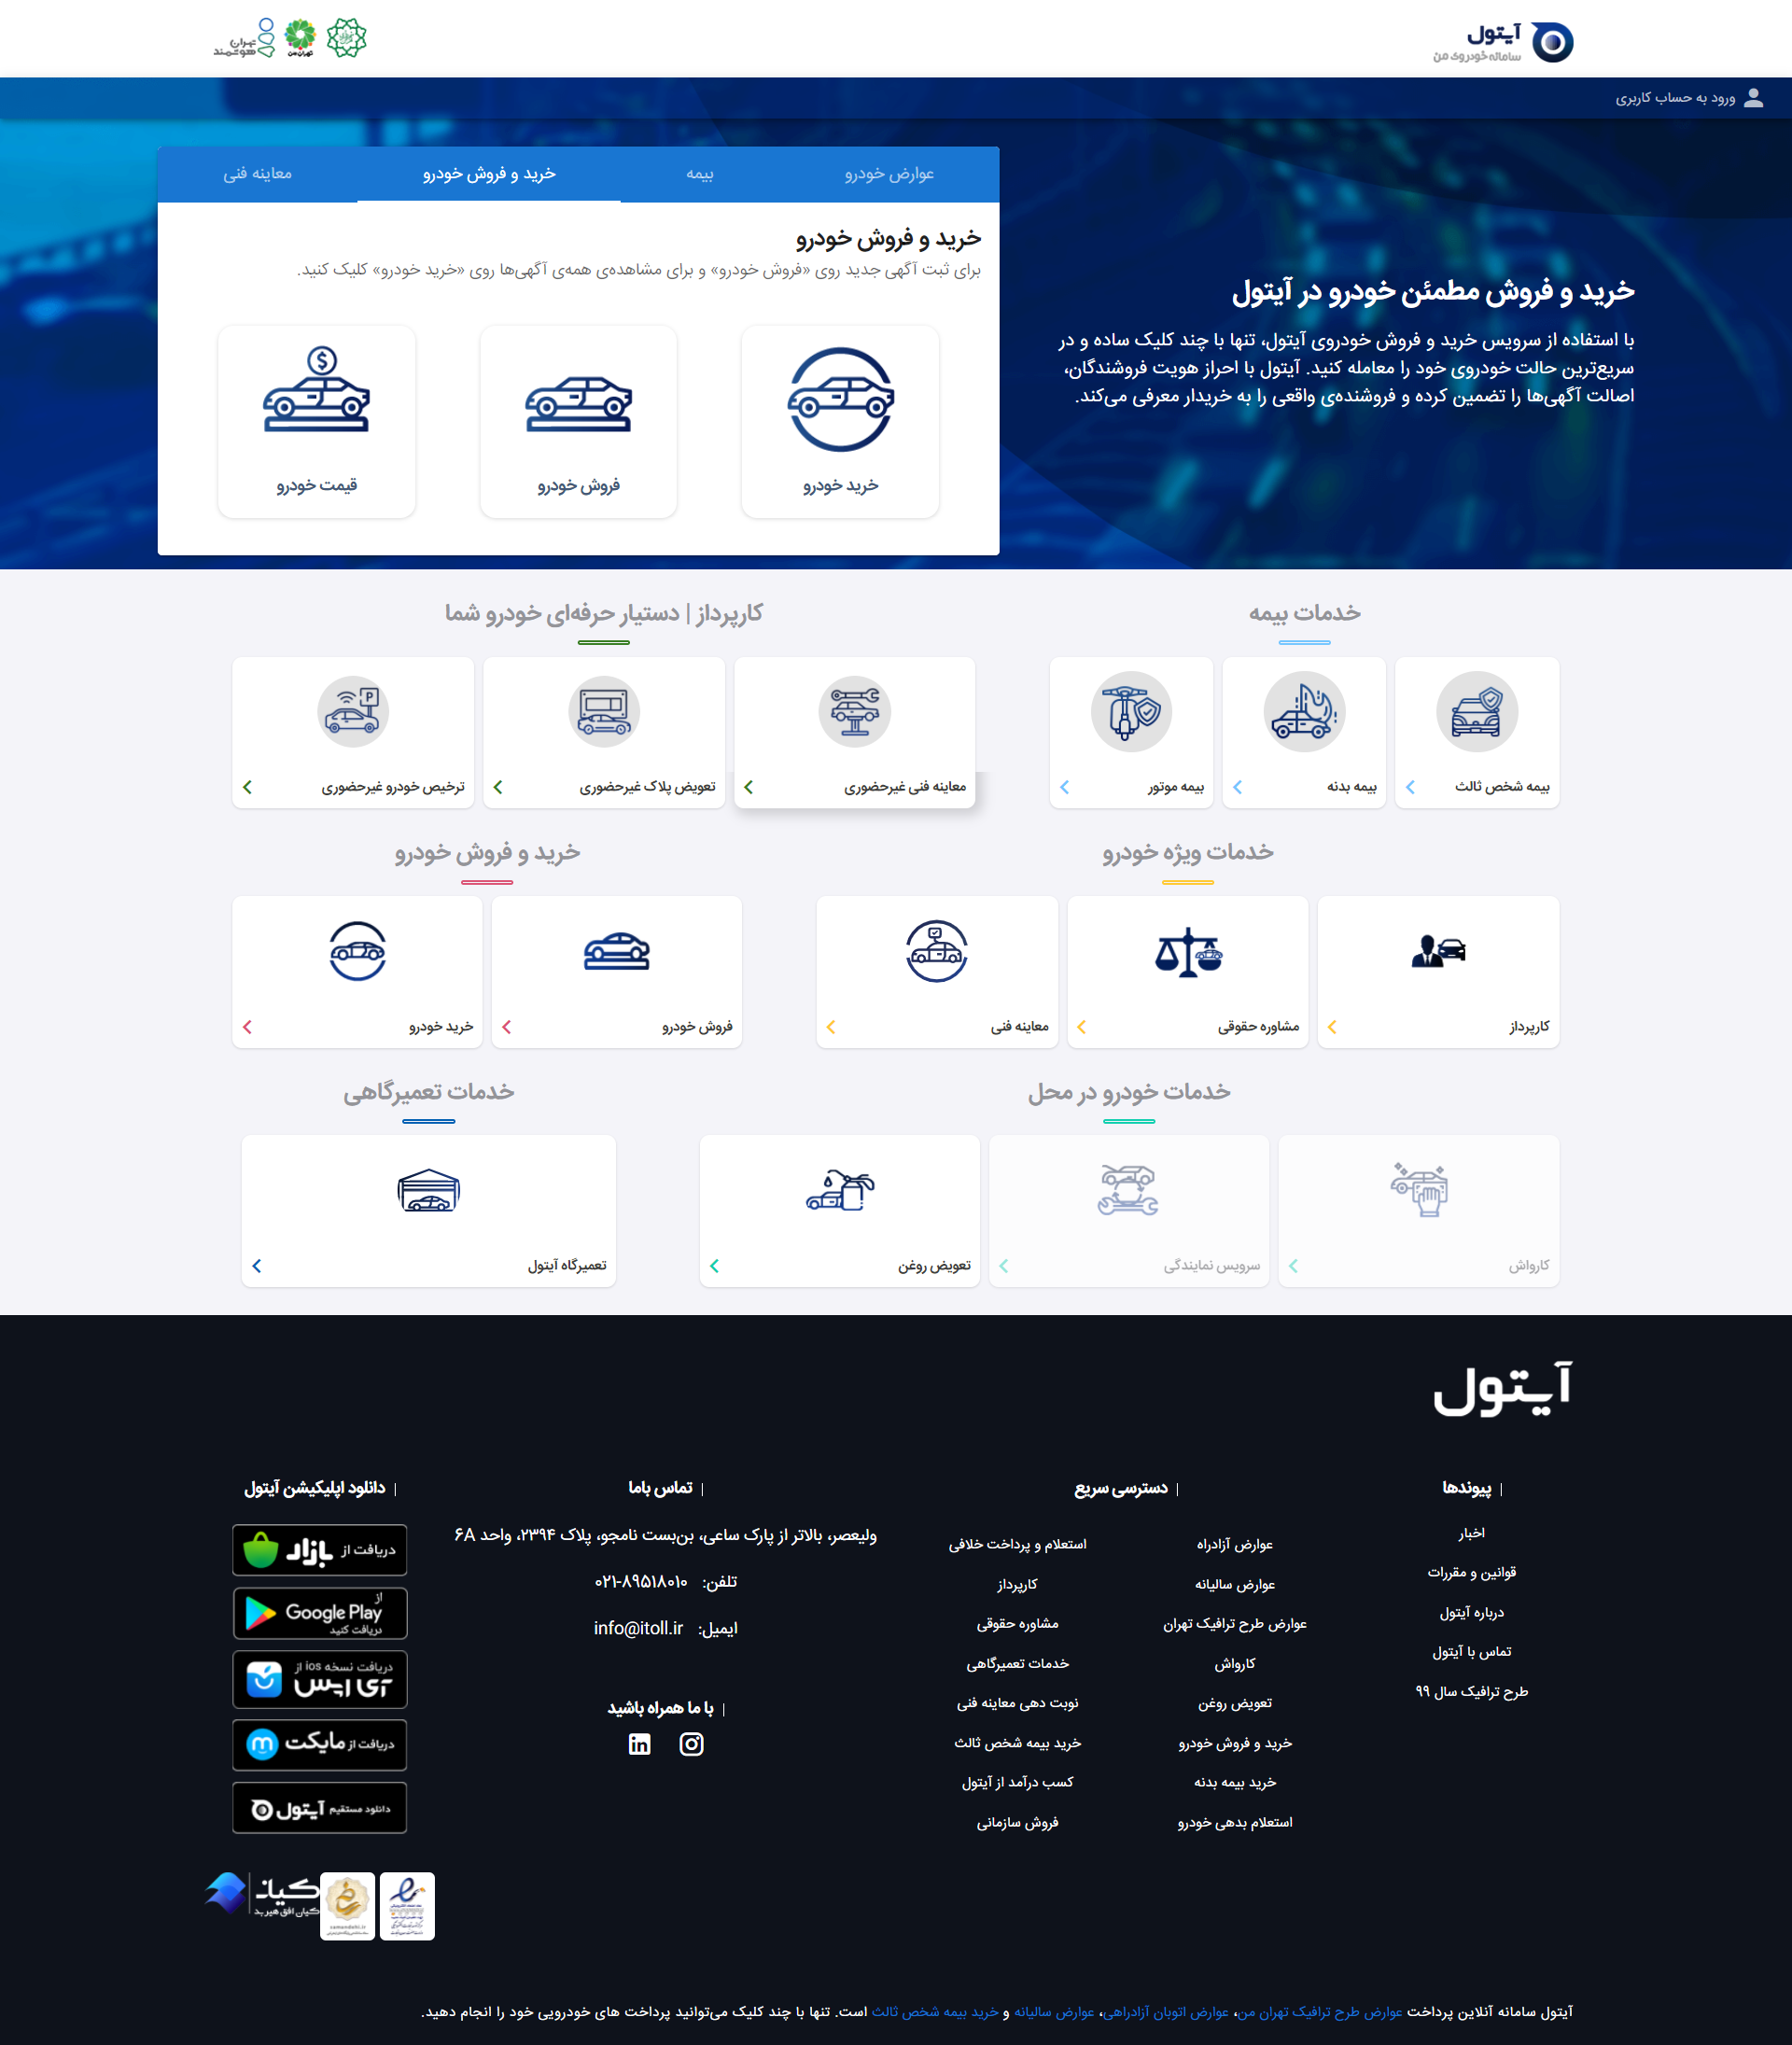 آیتول
سامانه خودروی من
تهران من
تهران
هوشمند
ورود به حساب کاربری
عوارض خودرو
بیمه
خرید و فروش خودرو
معاینه فنی
خرید و فروش خودرو
برای ثبت آگهی جدید روی «فروش خودرو» و برای مشاهده‌ی همه‌ی آگهی‌ها روی «خرید خودرو» کلیک کنید.
خرید خودرو
فروش خودرو
قیمت خودرو
خرید و فروش مطمئن خودرو در آیتول
با استفاده از سرویس خرید و فروش خودروی آیتول، تنها با چند کلیک ساده و در
سریع‌ترین حالت خودروی خود را معامله کنید. آیتول با احراز هویت فروشندگان،
اصالت آگهی‌ها را تضمین کرده و فروشنده‌ی واقعی را به خریدار معرفی می‌کند.
خدمات بیمه
بیمه شخص ثالث
بیمه بدنه
بیمه موتور
کارپرداز | دستیار حرفه‌ای خودرو شما
معاینه فنی غیرحضوری
تعویض پلاک غیرحضوری
ترخیص خودرو غیرحضوری
خدمات ویژه خودرو
کارپرداز
مشاوره حقوقی
معاینه فنی
خرید و فروش خودرو
فروش خودرو
خرید خودرو
خدمات خودرو در محل
کارواش
سرویس نمایندگی
تعویض روغن
خدمات تعمیرگاهی
تعمیرگاه آیتول
آیتول
پیوندها
اخبار
قوانین و مقررات
درباره آیتول
تماس با آیتول
طرح ترافیک سال ۹۹
دسترسی سریع
عوارض آزادراه
عوارض سالیانه
عوارض طرح ترافیک تهران
کارواش
تعویض روغن
خرید و فروش خودرو
خرید بیمه بدنه
استعلام بدهی خودرو
استعلام و پرداخت خلافی
کارپرداز
مشاوره حقوقی
خدمات تعمیرگاهی
نوبت دهی معاینه فنی
خرید بیمه شخص ثالث
کسب درآمد از آیتول
فروش سازمانی
تماس باما
ولیعصر، بالاتر از پارک ساعی، بن‌بست نامجو، پلاک ۲۳۹۴، واحد ۶A
تلفن: ۰۲۱-۸۹۵۱۸۰۱۰
ایمیل: info@itoll.ir
با ما همراه باشید
دانلود اپلیکیشن آیتول
دریافت از بازار
از
Google Play
دریافت کنید
دریافت نسخه ios از
آی اپس
دریافت از مایکت
دانلود مستقیم آیتول
کیان
کیان افق هیربد
samandehi.ir
آیتول سامانه آنلاین پرداخت عوارض طرح ترافیک تهران من، عوارض اتوبان آزادراهی، عوارض سالیانه و خرید بیمه شخص ثالث است. تنها با چند کلیک می‌توانید پرداخت های خودرویی خود را انجام دهید.